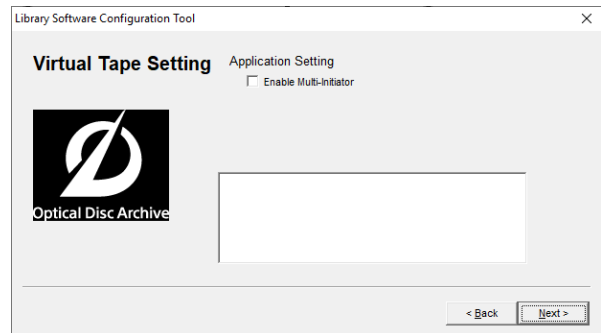 Library Software Configuration Tool
Virtual Tape Setting
Application Setting
Enable Multi-Initiator
Optical Disc Archive
< Back
Next >